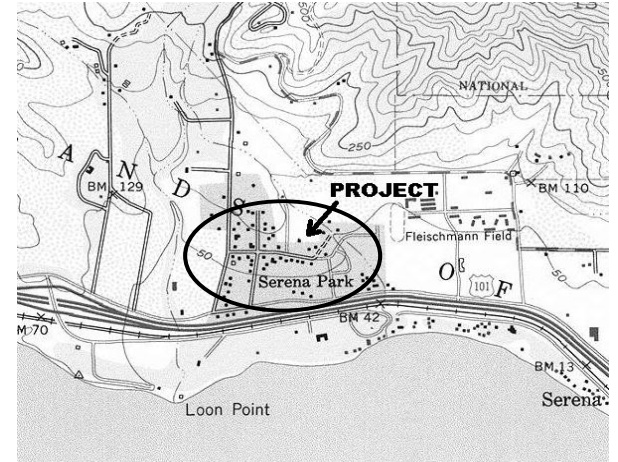 NATIONAL
250
A
N
D
S
BM 129
PROJECT
BM 110
Fleischmann Field
50
50
Serena Park
O
F
101
M 70
BM 42
BM 13
Serena
Loon Point